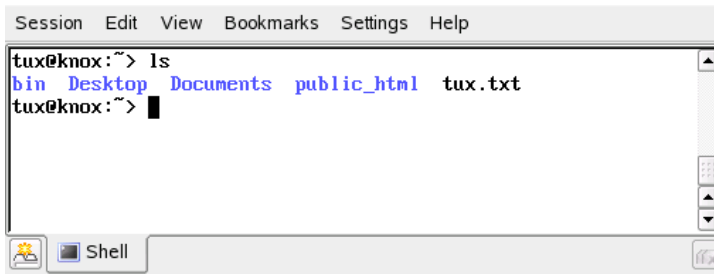 Session Edit View Bookmarks Settings Help
tux@knox:~> ls
bin Desktop Documents public_html tux.txt
tux@knox:~>
Shell